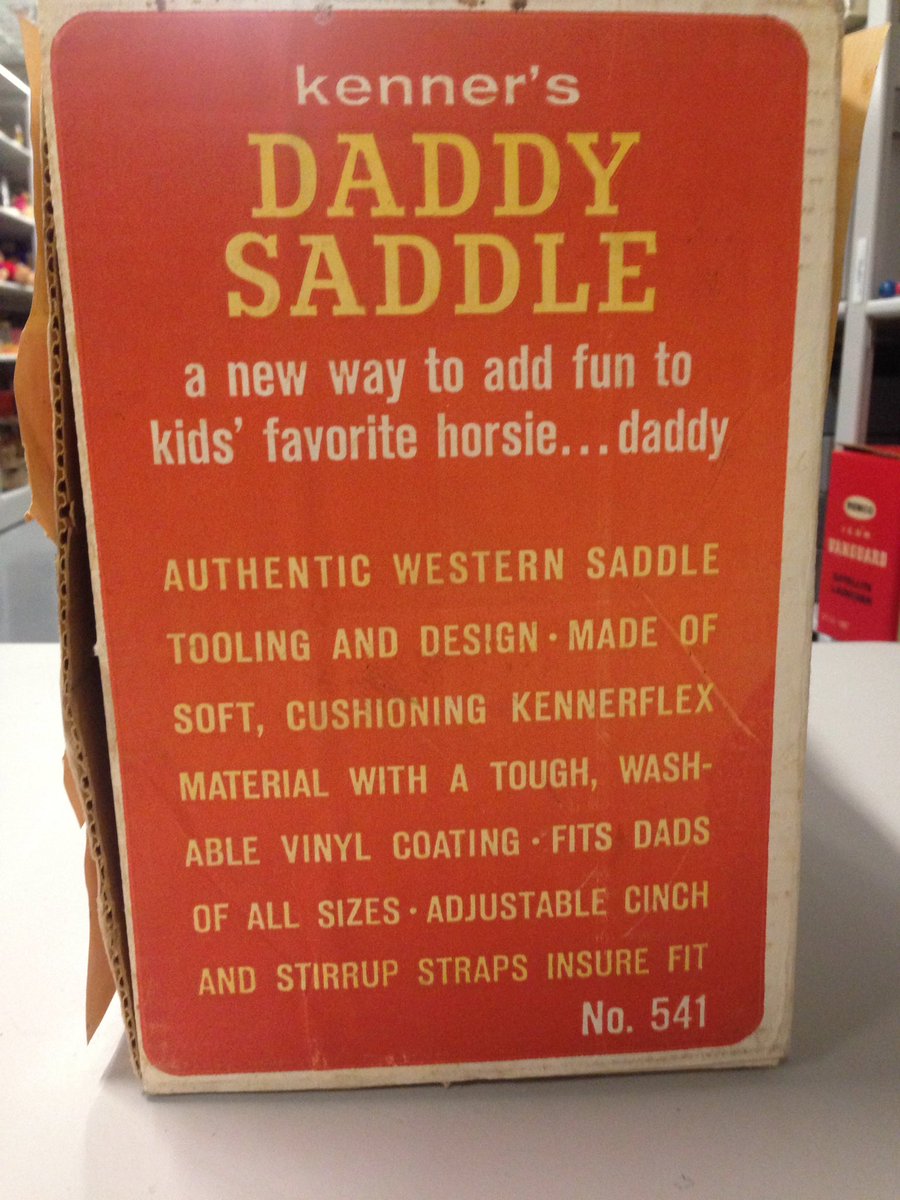 kenner's
DADDY
SADDLE
a new way to add fun to
kids' favorite horsie...daddy
AUTHENTIC WESTERN SADDLE
TOOLING AND DESIGN · MADE OF
SOFT, CUSHIONING KENNERFLEX
MATERIAL WITH A TOUGH, WASH-
ABLE VINYL COATING · FITS DADS
OF ALL SIZES · ADJUSTABLE CINCH
AND STIRRUP STRAPS INSURE FIT
No. 541
VANGUARD